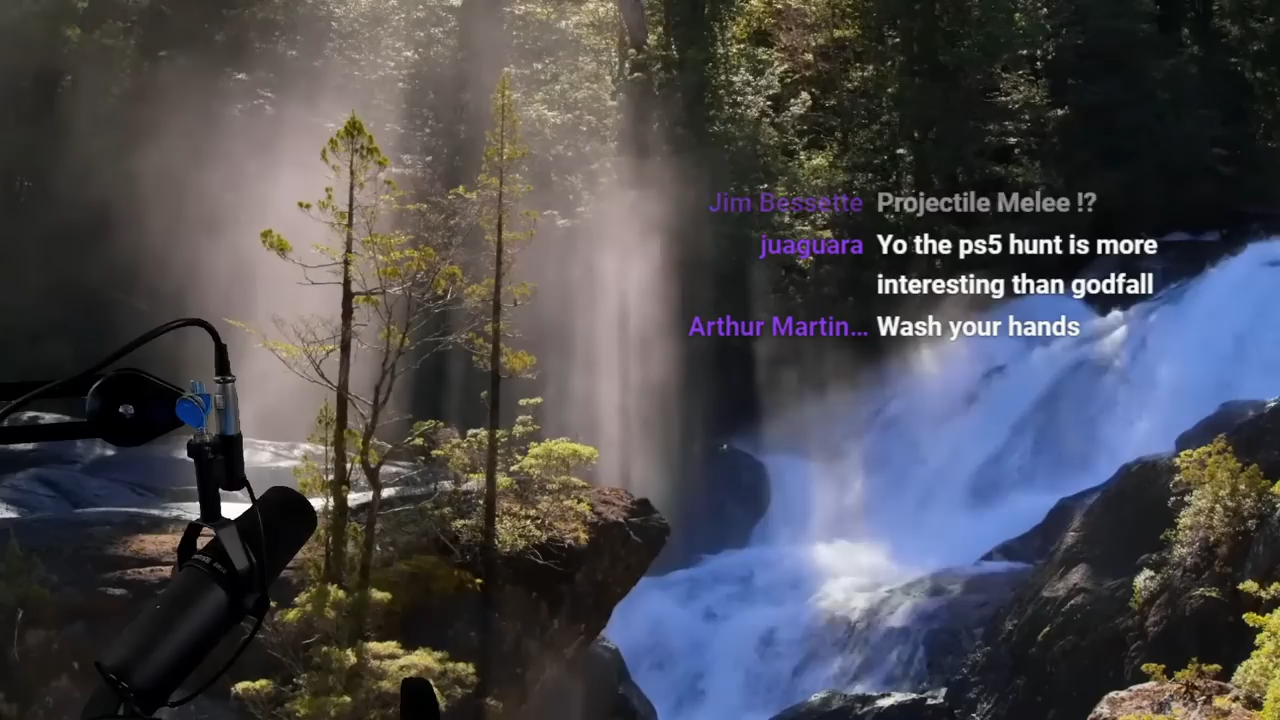 Jim Bessette Projectile Melee !?
juaguara Yo the ps5 hunt is more
interesting than godfall
Arthur Martin... Wash your hands